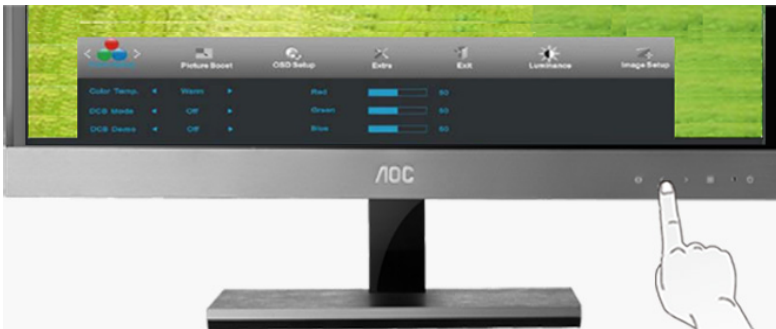 Picture Boost OSD Setup Extra Exit Luminance Image Setup
Color Temp. Warm Red 50
DCB Mode Off Green 50
DCB Demo Off Blue 50
AOC